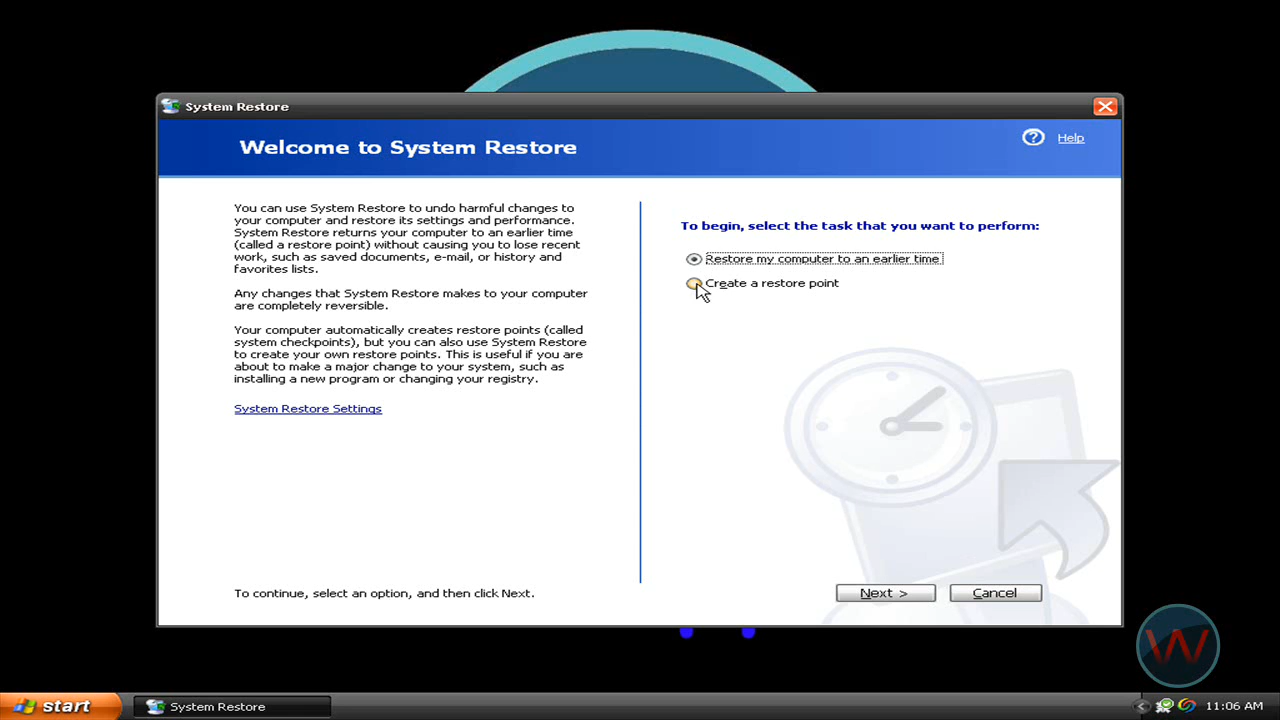 System Restore
Welcome to System Restore
Help
You can use System Restore to undo harmful changes to
your computer and restore its settings and performance.
System Restore returns your computer to an earlier time
(called a restore point) without causing you to lose recent
work, such as saved documents, e-mail, or history and
favorites lists.
Any changes that System Restore makes to your computer
are completely reversible.
Your computer automatically creates restore points (called
system checkpoints), but you can also use System Restore
to create your own restore points. This is useful if you are
about to make a major change to your system, such as
installing a new program or changing your registry.
System Restore Settings
To continue, select an option, and then click Next.
To begin, select the task that you want to perform:
Restore my computer to an earlier time
Create a restore point
Next >
Cancel
W
start
System Restore
11:06 AM